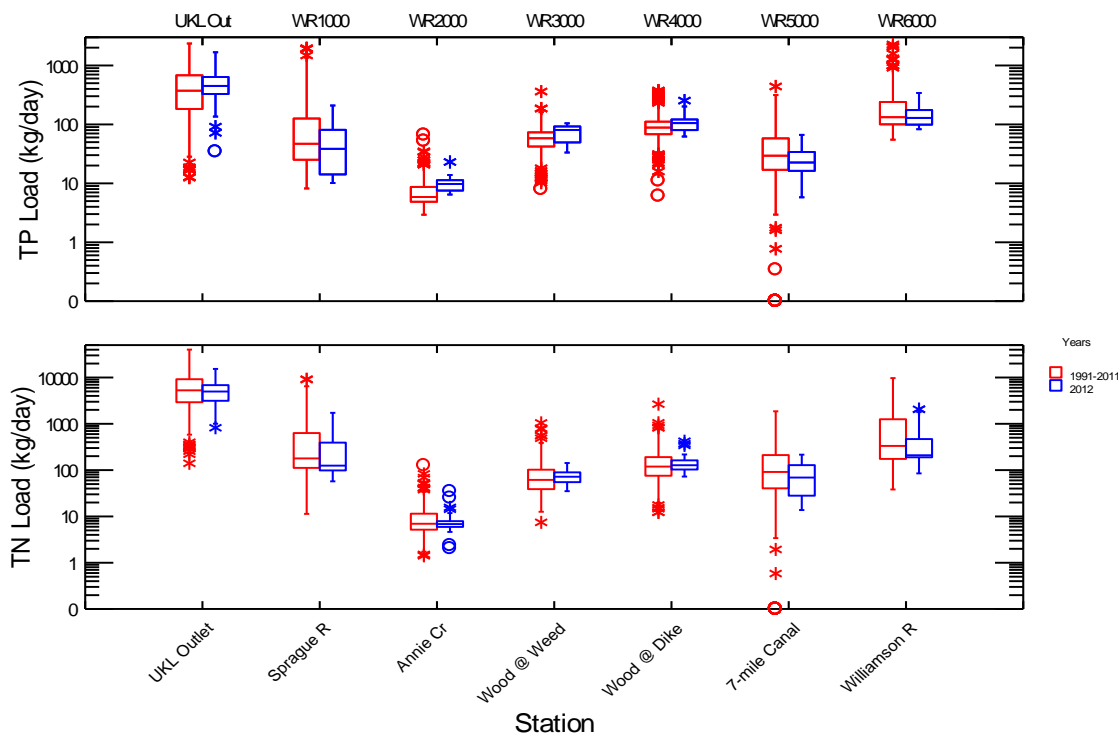 UKL Out WR1000 WR2000 WR3000 WR4000 WR5000 WR6000
TP Load (kg/day)
1000
100
10
1
0
TN Load (kg/day)
10000
1000
100
10
1
0
Years
1991-2011
2012
UKL Outlet
Sprague R
Annie Cr
Wood @ Weed
Wood @ Dike
7-mile Canal
Williamson R
Station